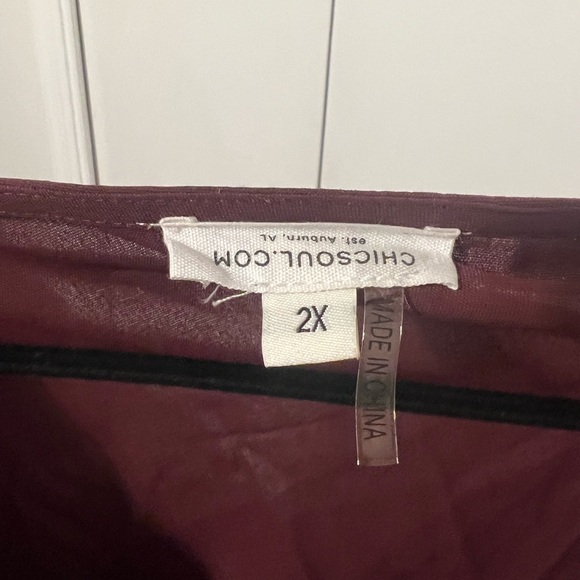 CHICSOUL.COM
est. Auburn, AL
2X
MADE IN CHINA